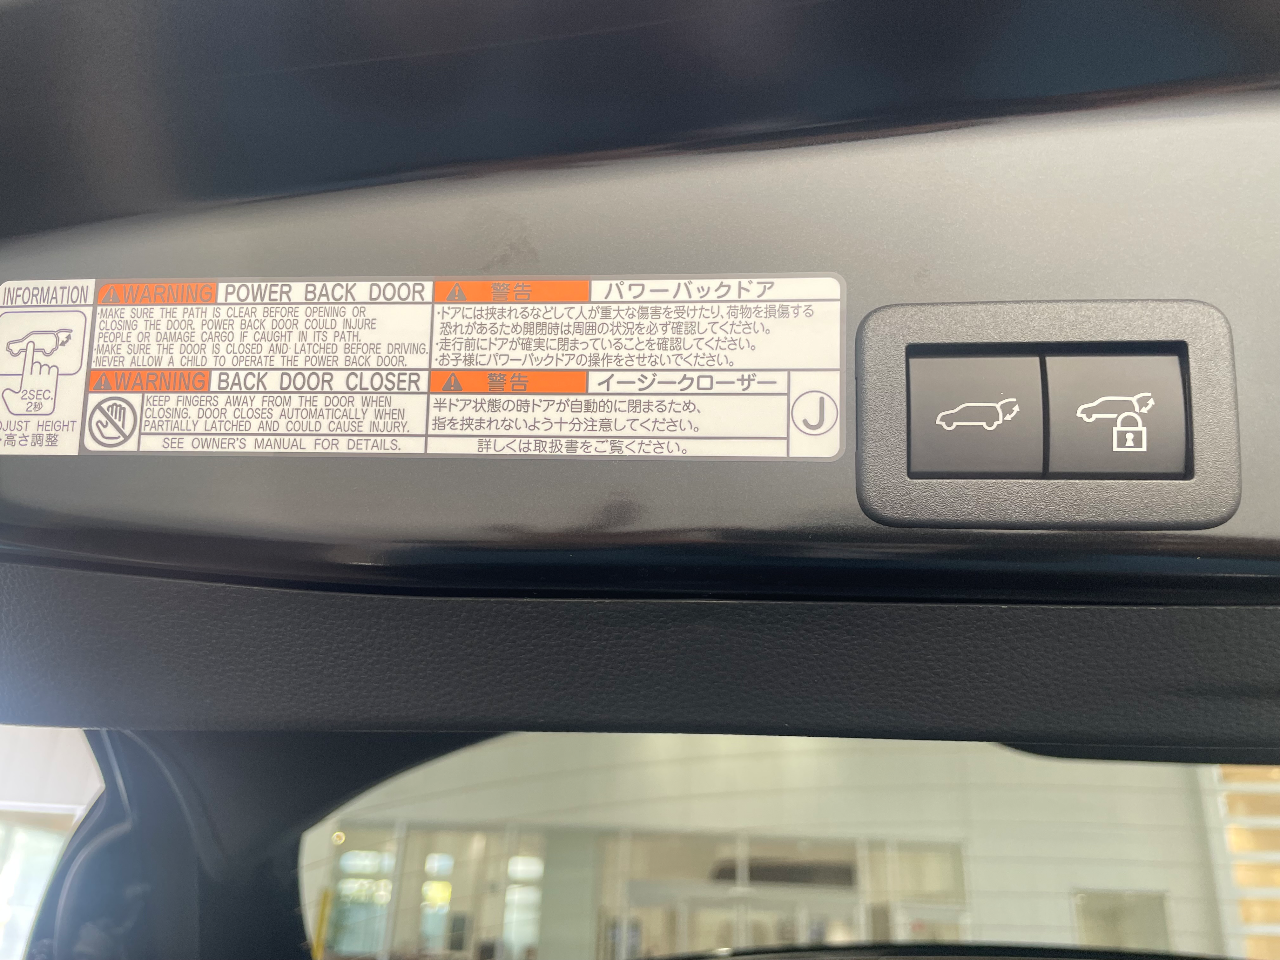 INFORMATION
2SEC.
2秒
DJUST HEIGHT
高さ調整
WARNING POWER BACK DOOR
・MAKE SURE THE PATH IS CLEAR BEFORE OPENING OR
CLOSING THE DOOR. POWER BACK DOOR COULD INJURE
PEOPLE OR DAMAGE CARGO IF CAUGHT IN ITS PATH.
・MAKE SURE THE DOOR IS CLOSED AND LATCHED BEFORE DRIVING.
・NEVER ALLOW A CHILD TO OPERATE THE POWER BACK DOOR.
警告 パワーバックドア
・ドアには挟まれるなどして人が重大な傷害を受けたり、荷物を損傷する
恐れがあるため開閉時は周囲の状況を必ず確認してください。
・走行前にドアが確実に閉まっていることを確認してください。
・お子様にパワーバックドアの操作をさせないでください。
WARNING BACK DOOR CLOSER
KEEP FINGERS AWAY FROM THE DOOR WHEN
CLOSING. DOOR CLOSES AUTOMATICALLY WHEN
PARTIALLY LATCHED AND COULD CAUSE INJURY.
SEE OWNER'S MANUAL FOR DETAILS.
警告 イージークローザー
半ドア状態の時ドアが自動的に閉まるため、
指を挟まれないよう十分注意してください。
詳しくは取扱書をご覧ください。
J